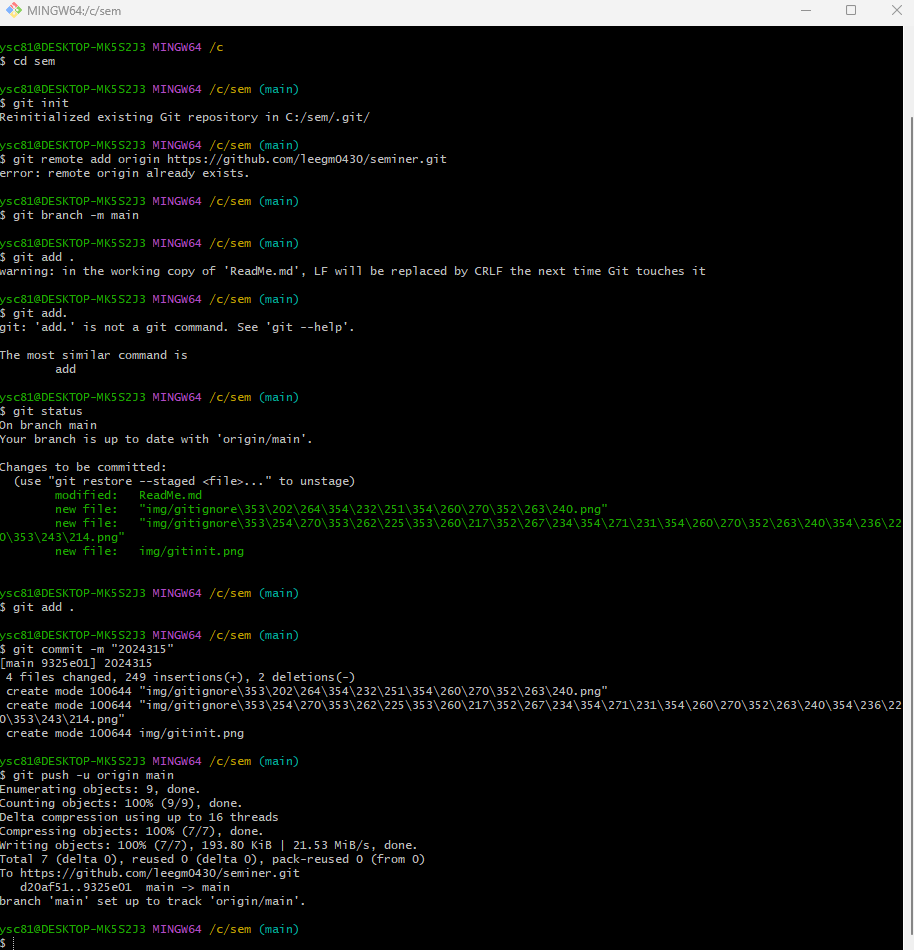 MINGW64:/c/sem
ysc81@DESKTOP-MK5S2J3 MINGW64 /c
$ cd sem
ysc81@DESKTOP-MK5S2J3 MINGW64 /c/sem (main)
$ git init
Reinitialized existing Git repository in C:/sem/.git/
ysc81@DESKTOP-MK5S2J3 MINGW64 /c/sem (main)
$ git remote add origin https://github.com/leegm0430/seminer.git
error: remote origin already exists.
ysc81@DESKTOP-MK5S2J3 MINGW64 /c/sem (main)
$ git branch -m main
ysc81@DESKTOP-MK5S2J3 MINGW64 /c/sem (main)
$ git add .
warning: in the working copy of 'ReadMe.md', LF will be replaced by CRLF the next time Git touches it
ysc81@DESKTOP-MK5S2J3 MINGW64 /c/sem (main)
$ git add.
git: 'add.' is not a git command. See 'git --help'.
The most similar command is
add
ysc81@DESKTOP-MK5S2J3 MINGW64 /c/sem (main)
$ git status
On branch main
Your branch is up to date with 'origin/main'.
Changes to be committed:
(use "git restore --staged <file>..." to unstage)
modified:   ReadMe.md
new file:   "img/gitignore\353\202\264\354\232\251\354\260\270\352\263\240.png"
new file:   "img/gitignore\353\254\270\353\262\225\353\260\217\352\267\234\354\271\231\354\260\270\352\263\240\354\236\22
0\353\243\214.png"
new file:   img/gitinit.png
ysc81@DESKTOP-MK5S2J3 MINGW64 /c/sem (main)
$ git add .
ysc81@DESKTOP-MK5S2J3 MINGW64 /c/sem (main)
$ git commit -m "2024315"
[main 9325e01] 2024315
4 files changed, 249 insertions(+), 2 deletions(-)
create mode 100644 "img/gitignore\353\202\264\354\232\251\354\260\270\352\263\240.png"
create mode 100644 "img/gitignore\353\254\270\353\262\225\353\260\217\352\267\234\354\271\231\354\260\270\352\263\240\354\236\22
0\353\243\214.png"
create mode 100644 img/gitinit.png
ysc81@DESKTOP-MK5S2J3 MINGW64 /c/sem (main)
$ git push -u origin main
Enumerating objects: 9, done.
Counting objects: 100% (9/9), done.
Delta compression using up to 16 threads
Compressing objects: 100% (7/7), done.
Writing objects: 100% (7/7), 193.80 KiB | 21.53 MiB/s, done.
Total 7 (delta 0), reused 0 (delta 0), pack-reused 0 (from 0)
To https://github.com/leegm0430/seminer.git
d20af51..9325e01  main -> main
branch 'main' set up to track 'origin/main'.
ysc81@DESKTOP-MK5S2J3 MINGW64 /c/sem (main)
$